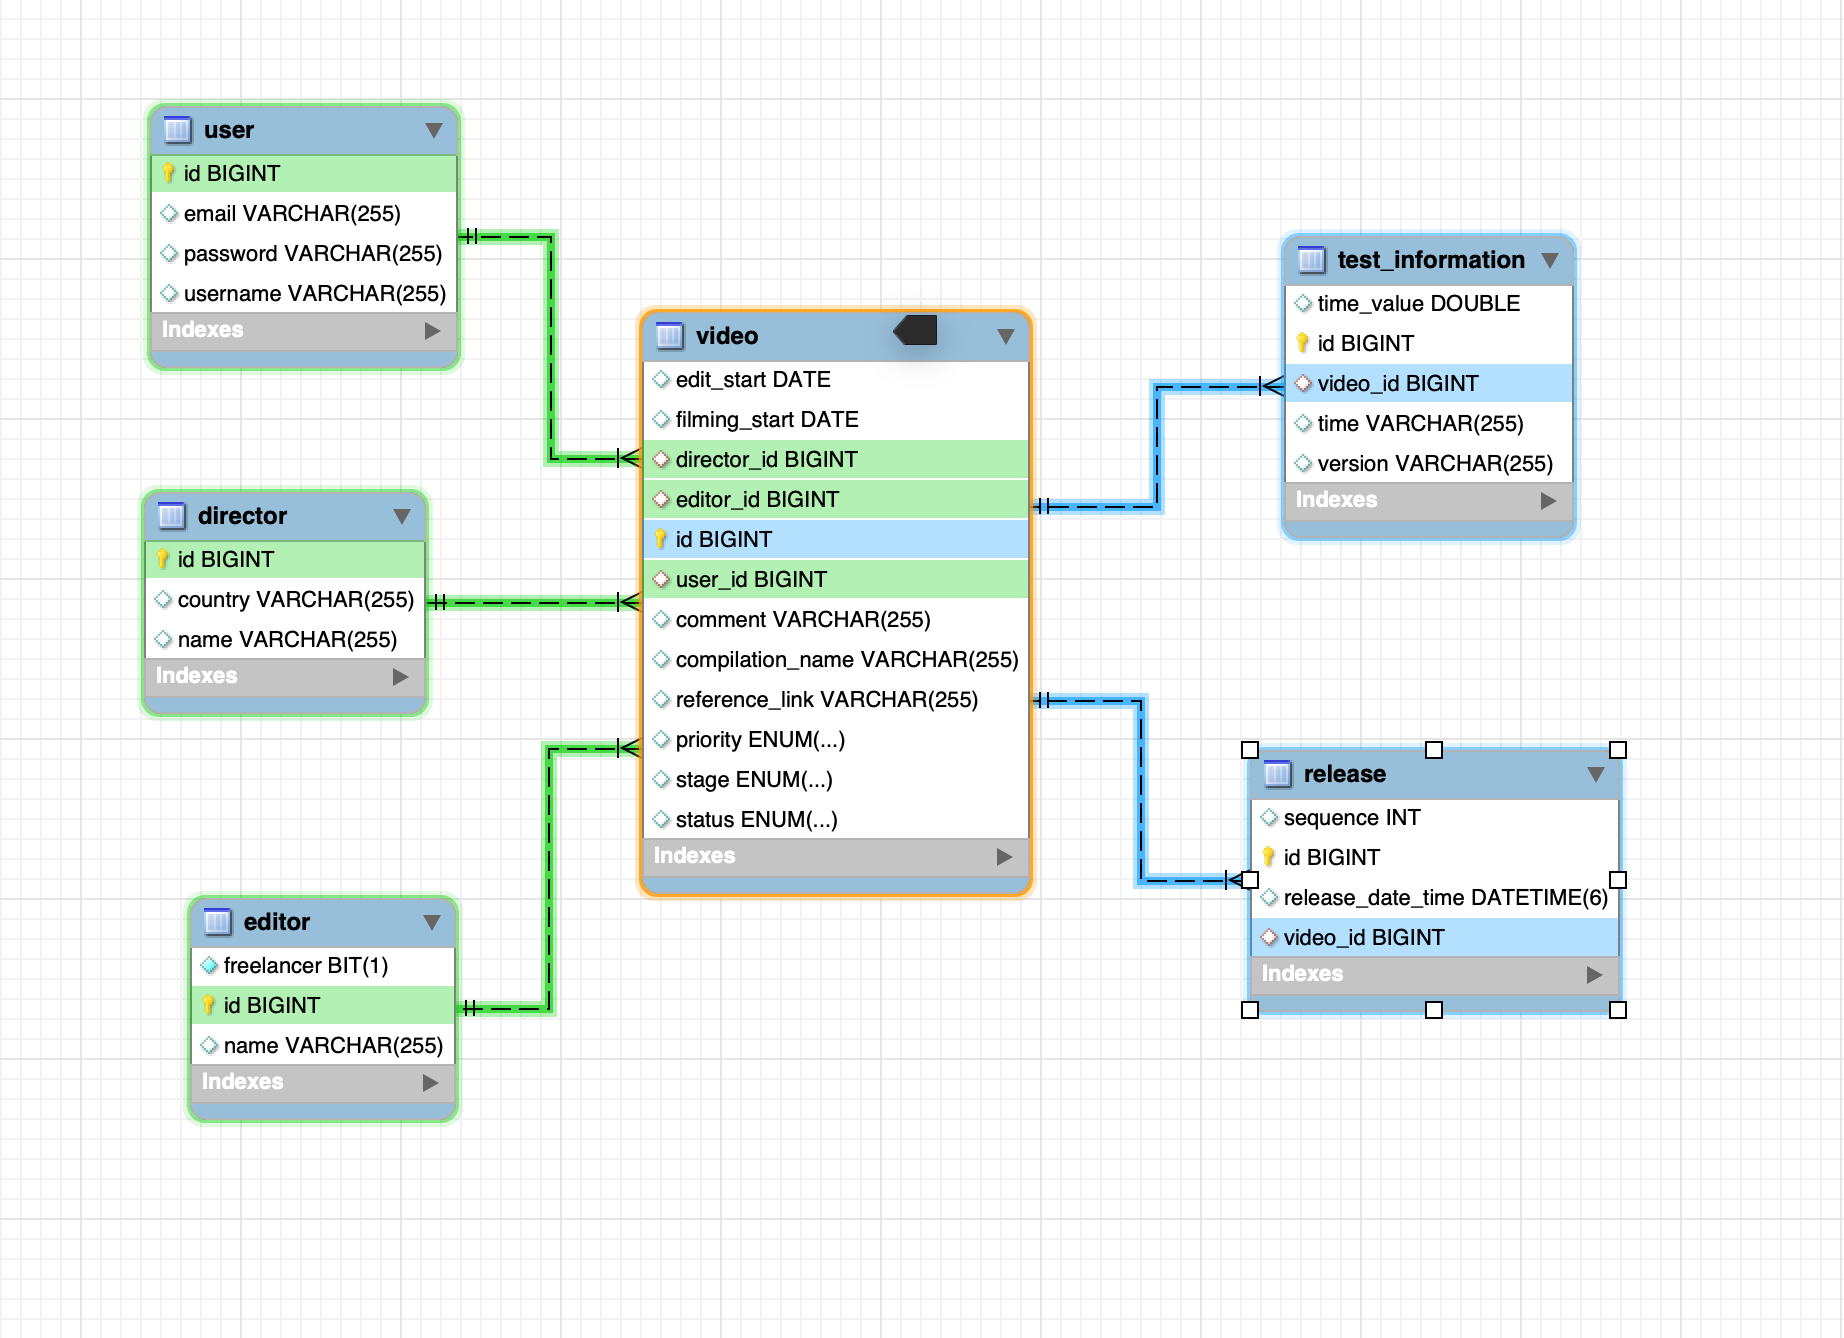 user
id BIGINT
email VARCHAR(255)
password VARCHAR(255)
username VARCHAR(255)
Indexes
director
id BIGINT
country VARCHAR(255)
name VARCHAR(255)
Indexes
editor
freelancer BIT(1)
id BIGINT
name VARCHAR(255)
Indexes
video
edit_start DATE
filming_start DATE
director_id BIGINT
editor_id BIGINT
id BIGINT
user_id BIGINT
comment VARCHAR(255)
compilation_name VARCHAR(255)
reference_link VARCHAR(255)
priority ENUM(...)
stage ENUM(...)
status ENUM(...)
Indexes
test_information
time_value DOUBLE
id BIGINT
video_id BIGINT
time VARCHAR(255)
version VARCHAR(255)
Indexes
release
sequence INT
id BIGINT
release_date_time DATETIME(6)
video_id BIGINT
Indexes